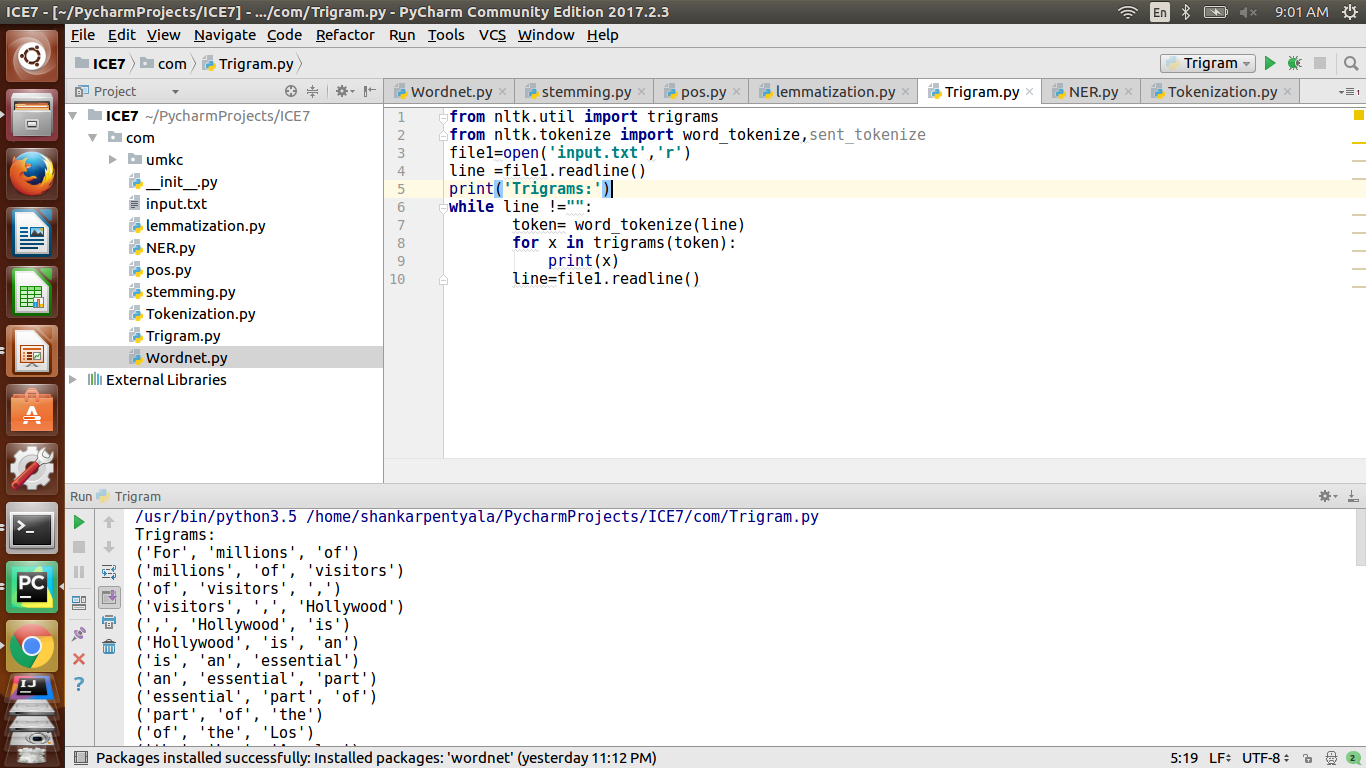 ICE7 - [~/PycharmProjects/ICE7] - .../com/Trigram.py - PyCharm Community Edition 2017.2.3
En
9:01 AM
File Edit View Navigate Code Refactor Run Tools VCS Window Help
ICE7 com Trigram.py
Trigram
Project
Wordnet.py stemming.py pos.py lemmatization.py Trigram.py NER.py Tokenization.py
ICE7 ~/PycharmProjects/ICE7
com
umkc
__init__.py
input.txt
lemmatization.py
NER.py
pos.py
stemming.py
Tokenization.py
Trigram.py
Wordnet.py
External Libraries
1 from nltk.util import trigrams
2 from nltk.tokenize import word_tokenize,sent_tokenize
3 file1=open('input.txt','r')
4 line =file1.readline()
5 print('Trigrams:')
6 while line !="":
7 token= word_tokenize(line)
8 for x in trigrams(token):
9 print(x)
10 line=file1.readline()
Run Trigram
/usr/bin/python3.5 /home/shankarpentyala/PycharmProjects/ICE7/com/Trigram.py
Trigrams:
('For', 'millions', 'of')
('millions', 'of', 'visitors')
('of', 'visitors', ',')
('visitors', ',', 'Hollywood')
(',', 'Hollywood', 'is')
('Hollywood', 'is', 'an')
('is', 'an', 'essential')
('an', 'essential', 'part')
('essential', 'part', 'of')
('part', 'of', 'the')
('of', 'the', 'Los')
Packages installed successfully: Installed packages: 'wordnet' (yesterday 11:12 PM)
5:19 LF UTF-8 2
PC
IJ